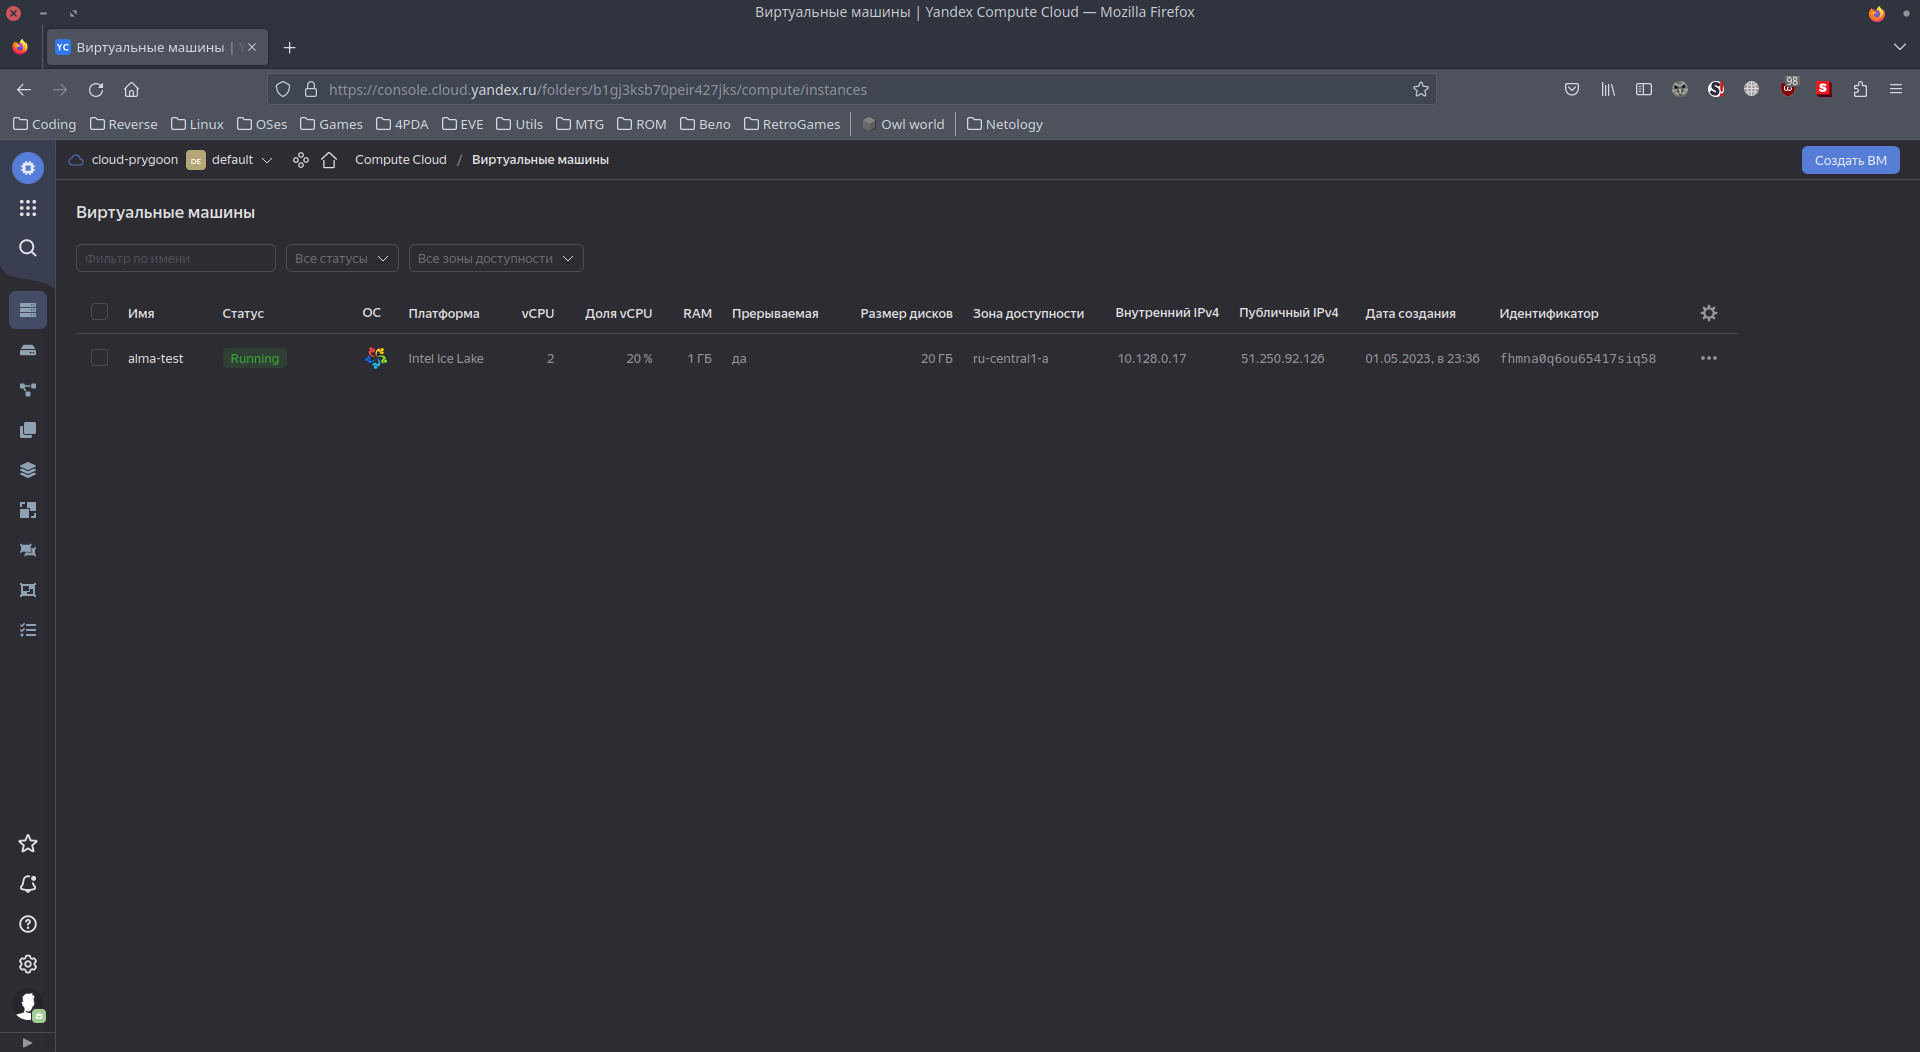 Виртуальные машины | Yandex Compute Cloud — Mozilla Firefox
YC Виртуальные машины |
https://console.cloud.yandex.ru/folders/b1gj3ksb70peir427jks/compute/instances
98
S
Coding Reverse Linux OSes Games 4PDA EVE Utils MTG ROM Вело RetroGames Owl world Netology
cloud-prygoon DE default Compute Cloud / Виртуальные машины Создать ВМ
Виртуальные машины
Фильтр по имени Все статусы Все зоны доступности
Имя Статус ОС Платформа vCPU Доля vCPU RAM Прерываемая Размер дисков Зона доступности Внутренний IPv4 Публичный IPv4 Дата создания Идентификатор
alma-test Running Intel Ice Lake 2 20 % 1 ГБ да 20 ГБ ru-central1-a 10.128.0.17 51.250.92.126 01.05.2023, в 23:36 fhmna0q6ou65417siq58